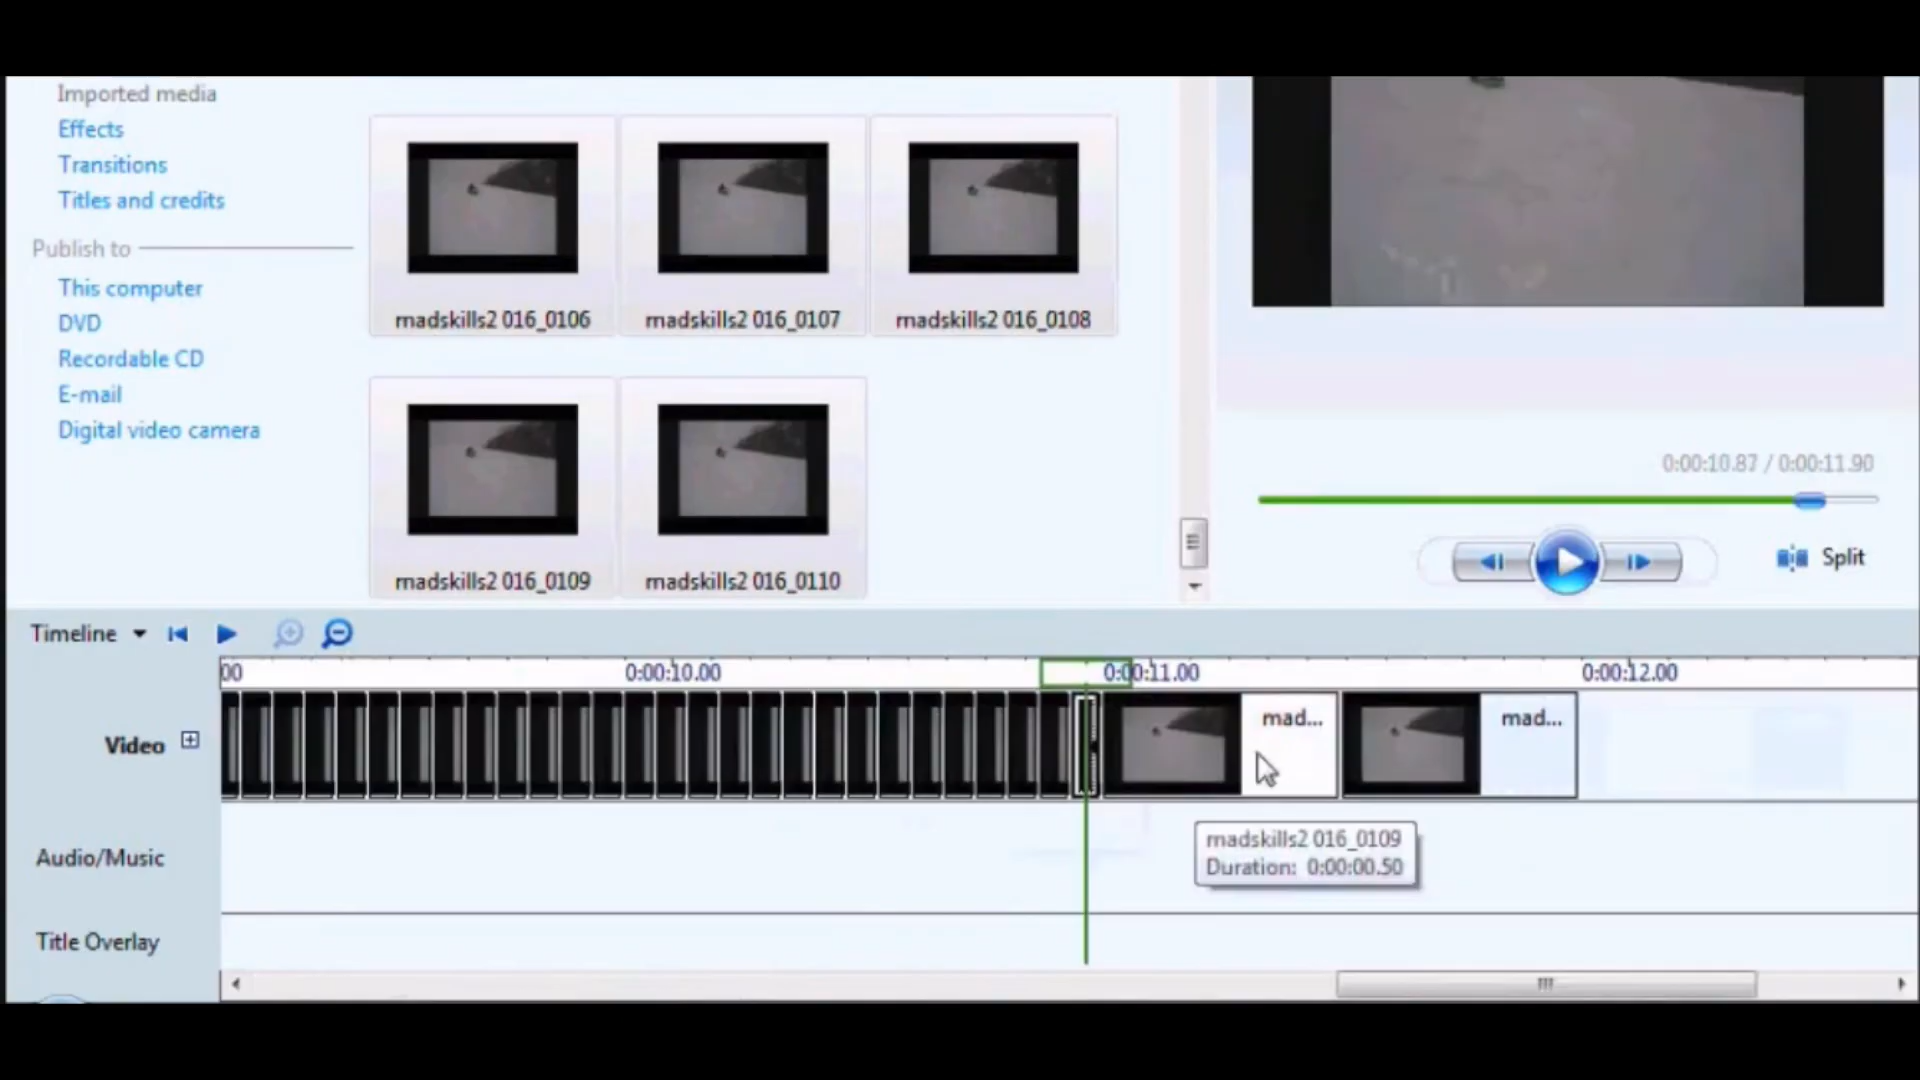 Imported media
Effects
Transitions
Titles and credits
Publish to
This computer
DVD
Recordable CD
E-mail
Digital video camera
madskills2 016_0106
madskills2 016_0107
madskills2 016_0108
madskills2 016_0109
madskills2 016_0110
0:00:10.87 / 0:00:11.90
Split
Timeline
00
0:00:10.00
0:00:11.00
0:00:12.00
Video
mad...
mad...
Audio/Music
madskills2 016_0109
Duration: 0:00:00.50
Title Overlay